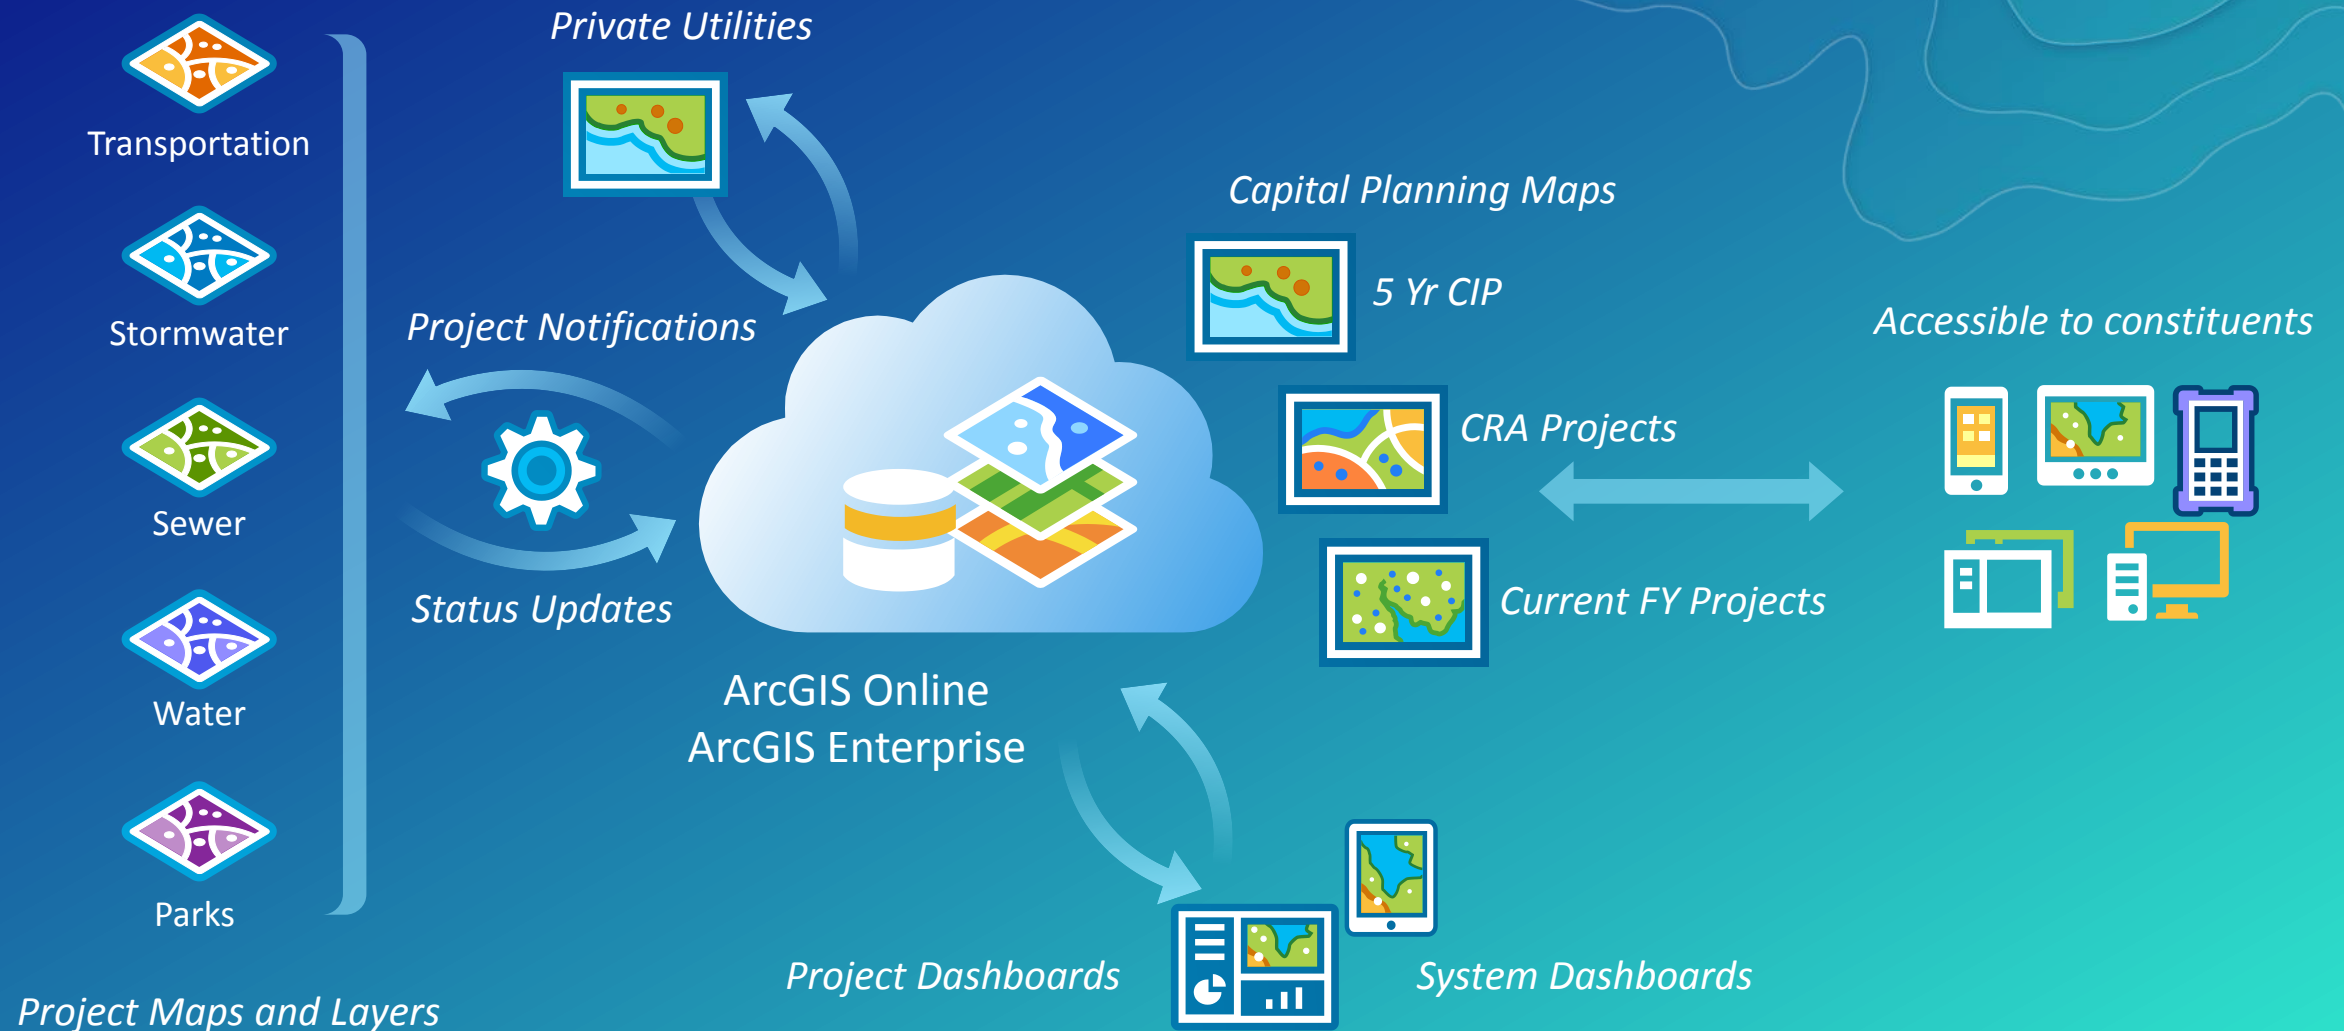 Private Utilities
Transportation
Stormwater
Sewer
Water
Parks
Project Maps and Layers
Project Notifications
Status Updates
ArcGIS Online
ArcGIS Enterprise
Capital Planning Maps
5 Yr CIP
CRA Projects
Current FY Projects
Accessible to constituents
Project Dashboards
System Dashboards